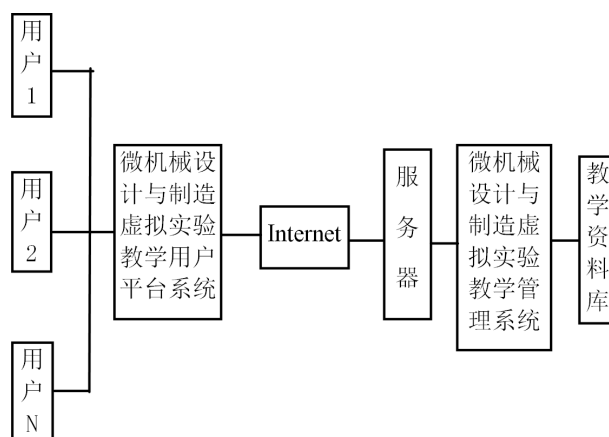 用
户
1
用
户
2
用
户
N
微机械设
计与制造
虚拟实验
教学用户
平台系统
Internet
服
务
器
微机械
设计与
制造虚
拟实验
教学管
理系统
教
学
资
料
库